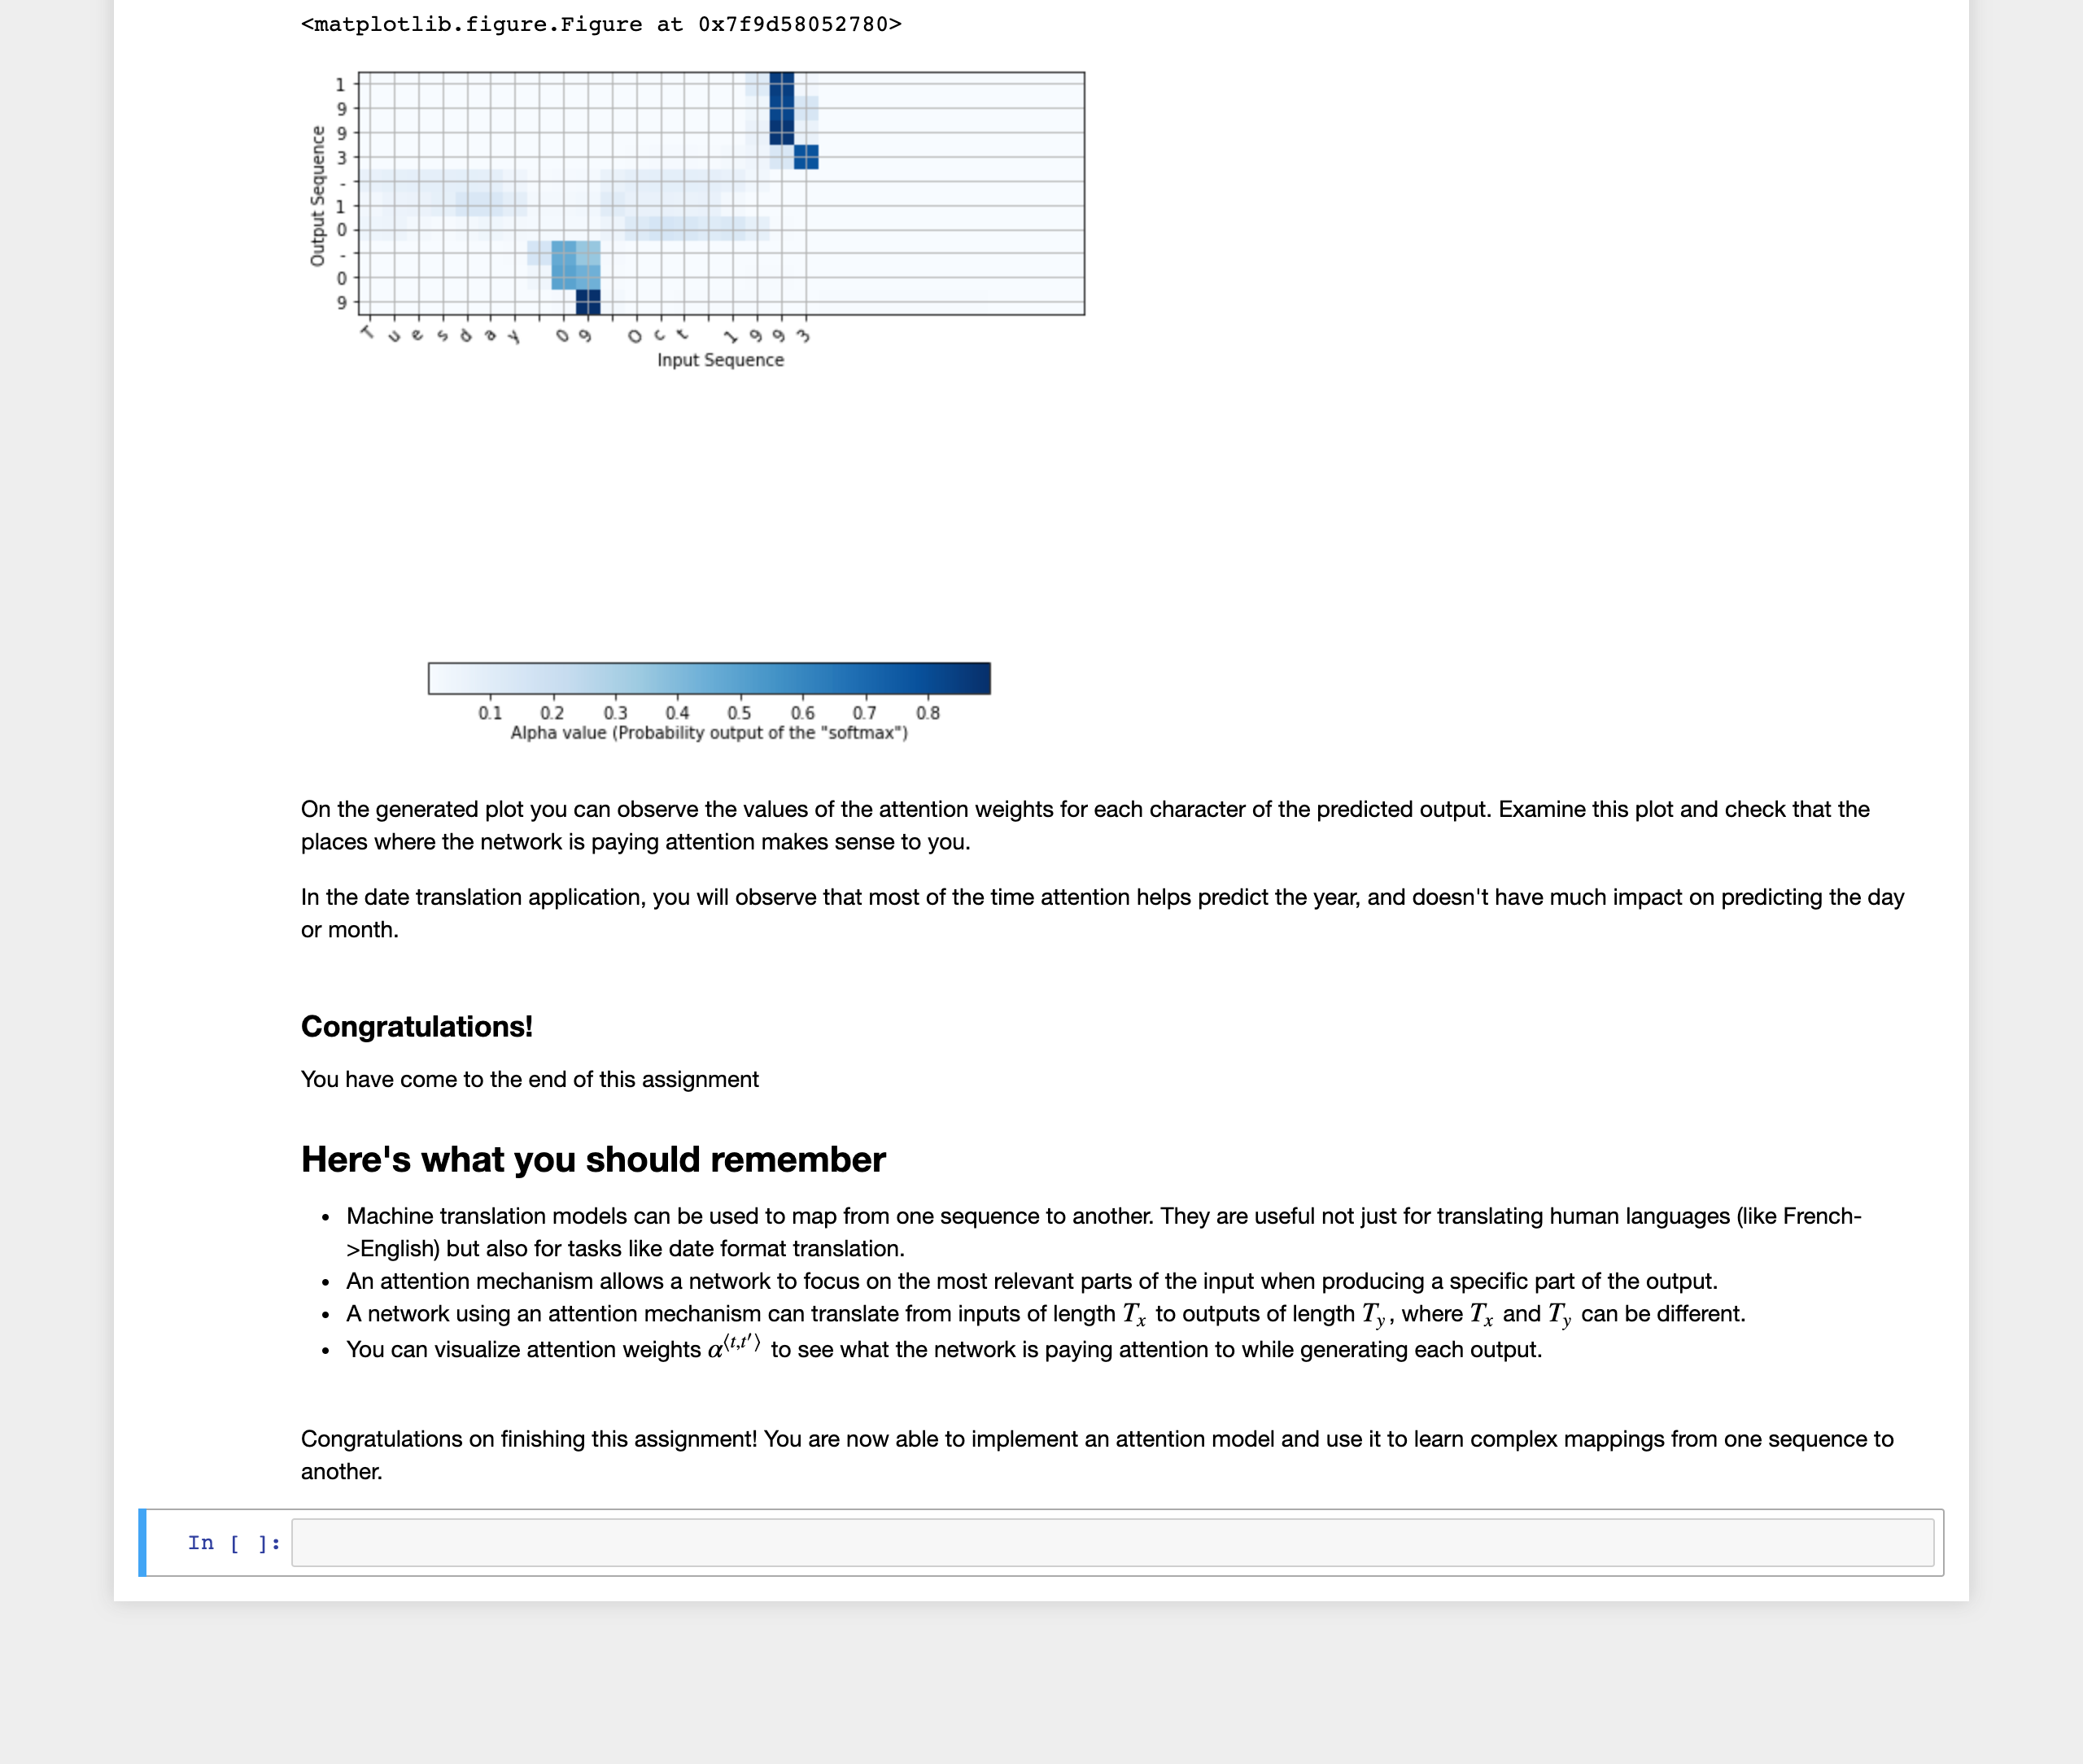 <matplotlib.figure.Figure at 0x7f9d58052780>
Output Sequence
1
9
9
3
-
1
0
-
0
9
T u e s d a y 0 9 O c t 1 9 9 3
Input Sequence
0.1 0.2 0.3 0.4 0.5 0.6 0.7 0.8
Alpha value (Probability output of the "softmax")
On the generated plot you can observe the values of the attention weights for each character of the predicted output. Examine this plot and check that the
places where the network is paying attention makes sense to you.
In the date translation application, you will observe that most of the time attention helps predict the year, and doesn't have much impact on predicting the day
or month.
Congratulations!
You have come to the end of this assignment
Here's what you should remember
• Machine translation models can be used to map from one sequence to another. They are useful not just for translating human languages (like French-
>English) but also for tasks like date format translation.
• An attention mechanism allows a network to focus on the most relevant parts of the input when producing a specific part of the output.
• A network using an attention mechanism can translate from inputs of length Tₓ to outputs of length T_y, where Tₓ and T_y can be different.
• You can visualize attention weights α⟨t,t′⟩ to see what the network is paying attention to while generating each output.
Congratulations on finishing this assignment! You are now able to implement an attention model and use it to learn complex mappings from one sequence to
another.
In [ ]: